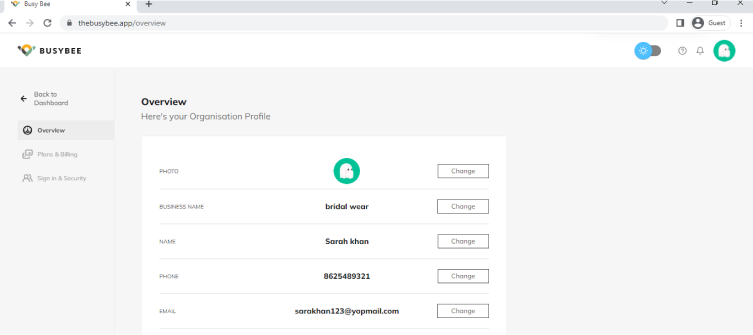 Busy Bee
thebusybee.app/overview
Guest
BUSYBEE
Back to
Dashboard
Overview
Plans & Billing
Sign in & Security
Overview
Here's your Organisation Profile
PHOTO
Change
BUSINESS NAME bridal wear Change
NAME Sarah khan Change
PHONE 8625489321 Change
EMAIL sarakhan123@yopmail.com Change